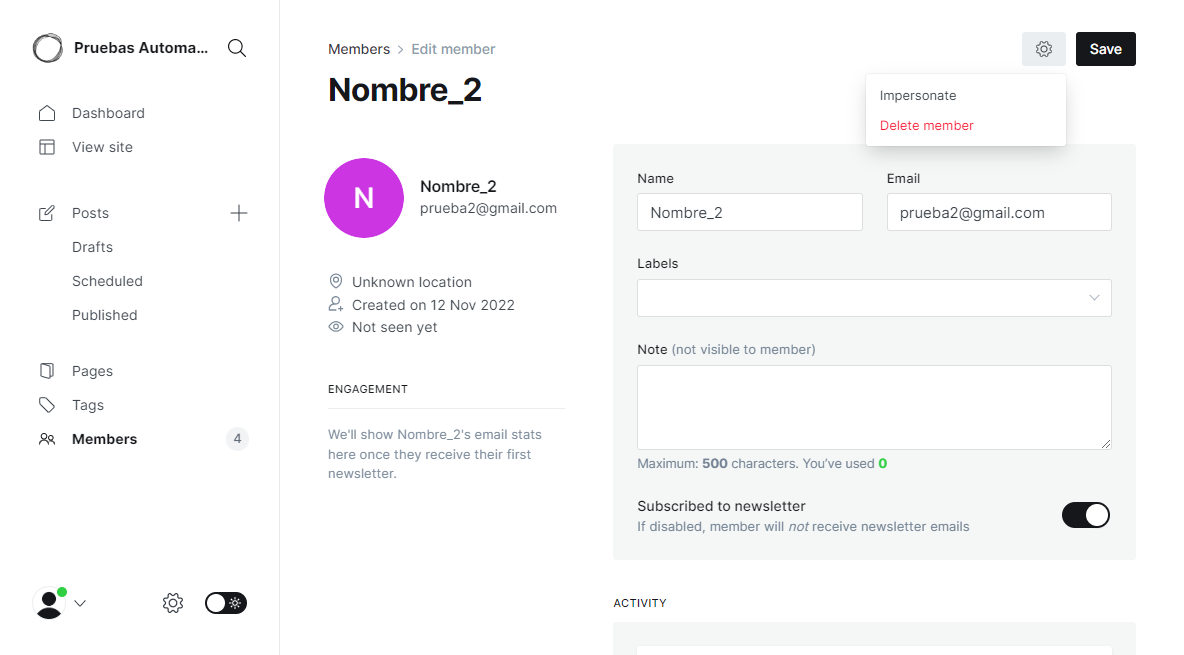 Pruebas Automa...
Dashboard
View site
Posts
Drafts
Scheduled
Published
Pages
Tags
Members 4
Members > Edit member
Save
Nombre_2
Impersonate
Delete member
N
Nombre_2
prueba2@gmail.com
Unknown location
Created on 12 Nov 2022
Not seen yet
ENGAGEMENT
We'll show Nombre_2's email stats
here once they receive their first
newsletter.
Name Email
Nombre_2 prueba2@gmail.com
Labels
Note (not visible to member)
Maximum: 500 characters. You've used 0
Subscribed to newsletter
If disabled, member will not receive newsletter emails
ACTIVITY